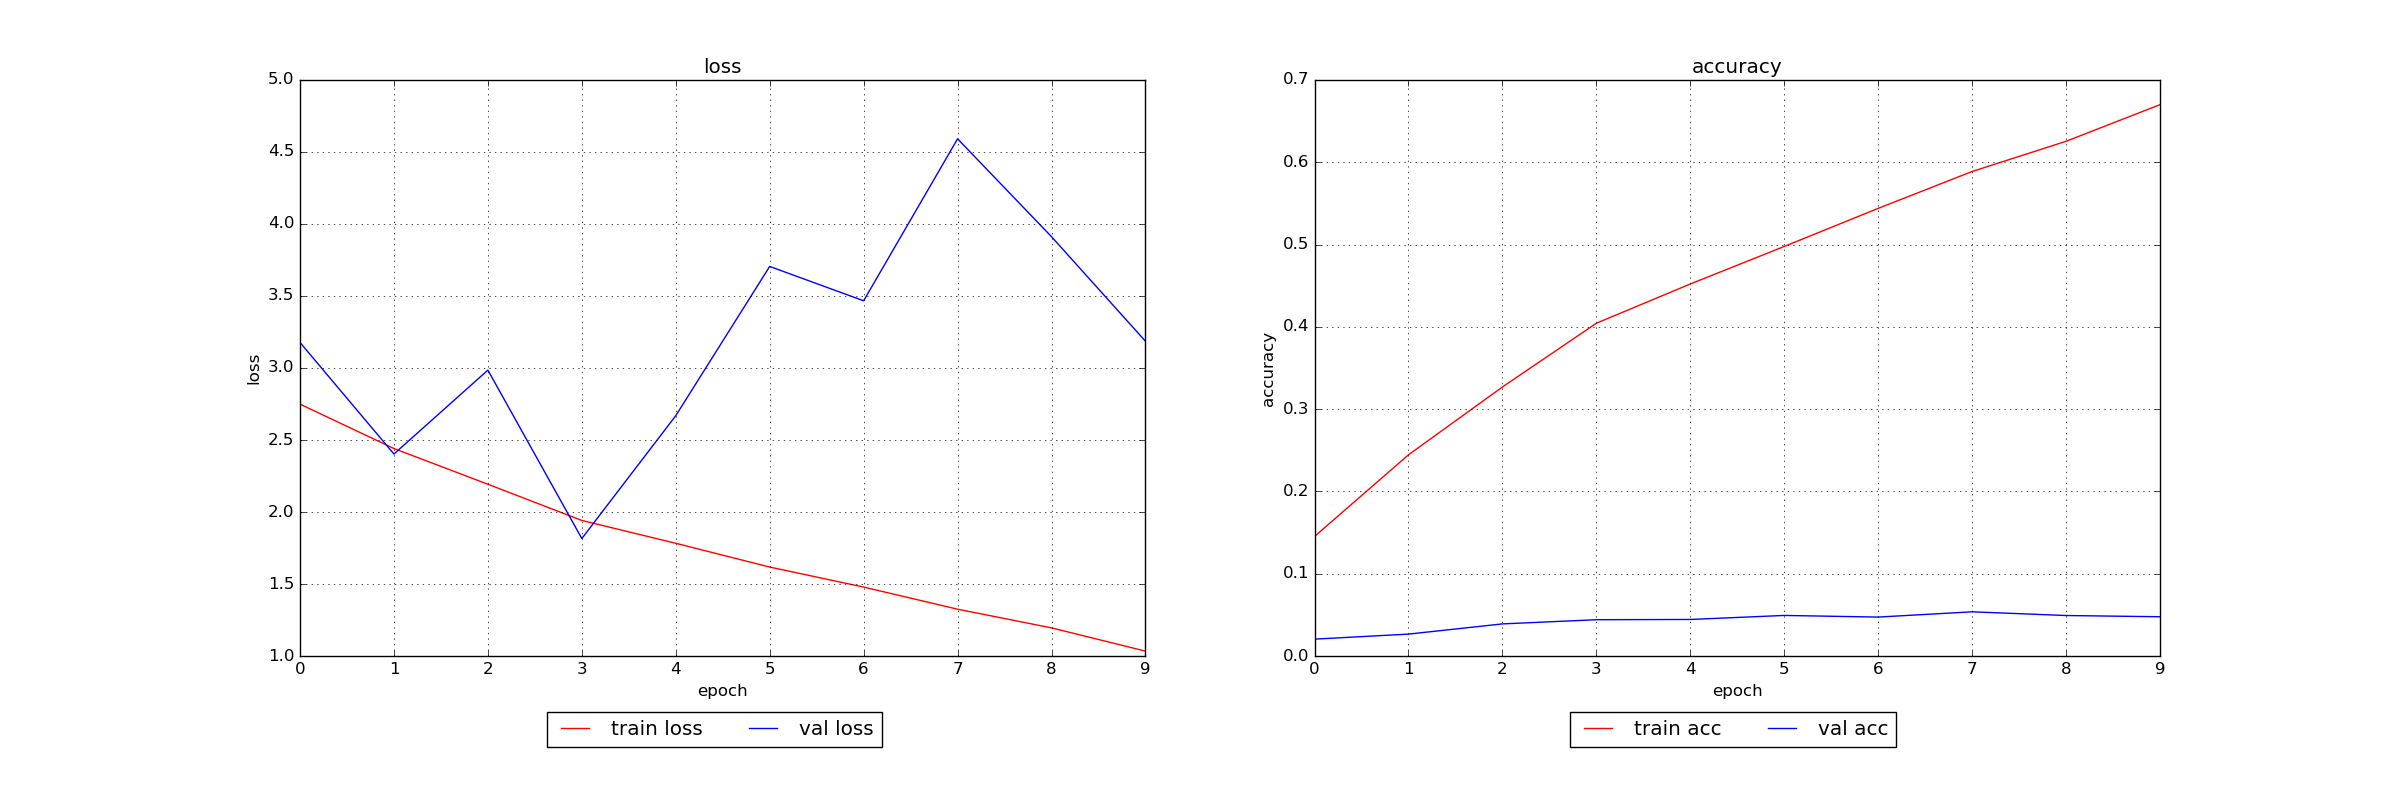 loss
5.0
4.5
4.0
3.5
3.0
2.5
2.0
1.5
1.0
loss
0 1 2 3 4 5 6 7 8 9
epoch
train loss val loss
accuracy
0.7
0.6
0.5
0.4
0.3
0.2
0.1
0.0
accuracy
0 1 2 3 4 5 6 7 8 9
epoch
train acc val acc